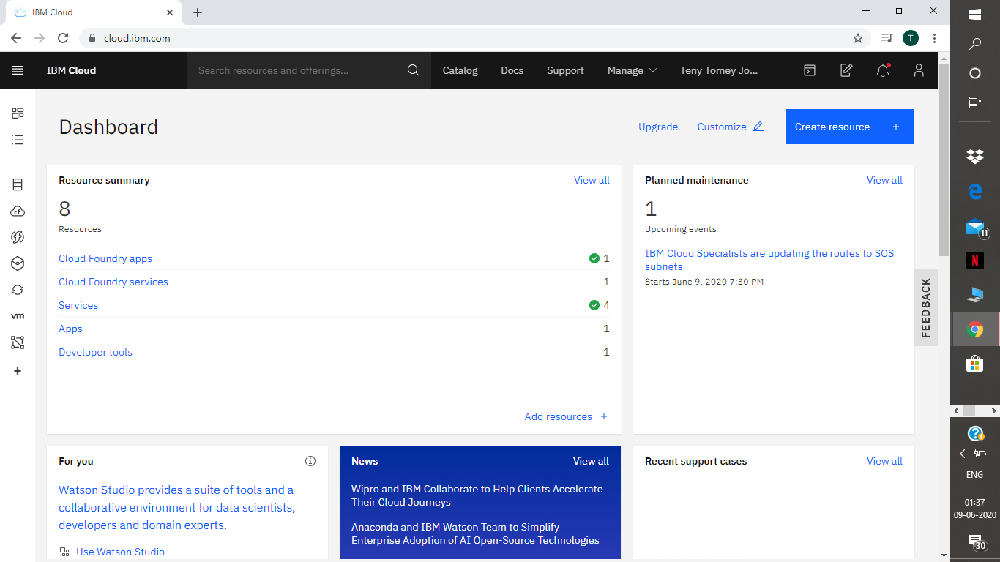 IBM Cloud
cloud.ibm.com
T
IBM Cloud
Search resources and offerings...
Catalog
Docs
Support
Manage
Teny Tomey Jo...
Dashboard
Upgrade
Customize
Create resource +
Resource summary
View all
8
Resources
Cloud Foundry apps 1
Cloud Foundry services 1
Services 4
Apps 1
Developer tools 1
Add resources +
Planned maintenance
View all
1
Upcoming events
IBM Cloud Specialists are updating the routes to SOS
subnets
Starts June 9, 2020 7:30 PM
FEEDBACK
For you
Watson Studio provides a suite of tools and a
collaborative environment for data scientists,
developers and domain experts.
Use Watson Studio
News
View all
Wipro and IBM Collaborate to Help Clients Accelerate
Their Cloud Journeys
Anaconda and IBM Watson Team to Simplify
Enterprise Adoption of AI Open-Source Technologies
Recent support cases
View all
cf
vm
11
N
ENG
01:37
09-06-2020
30